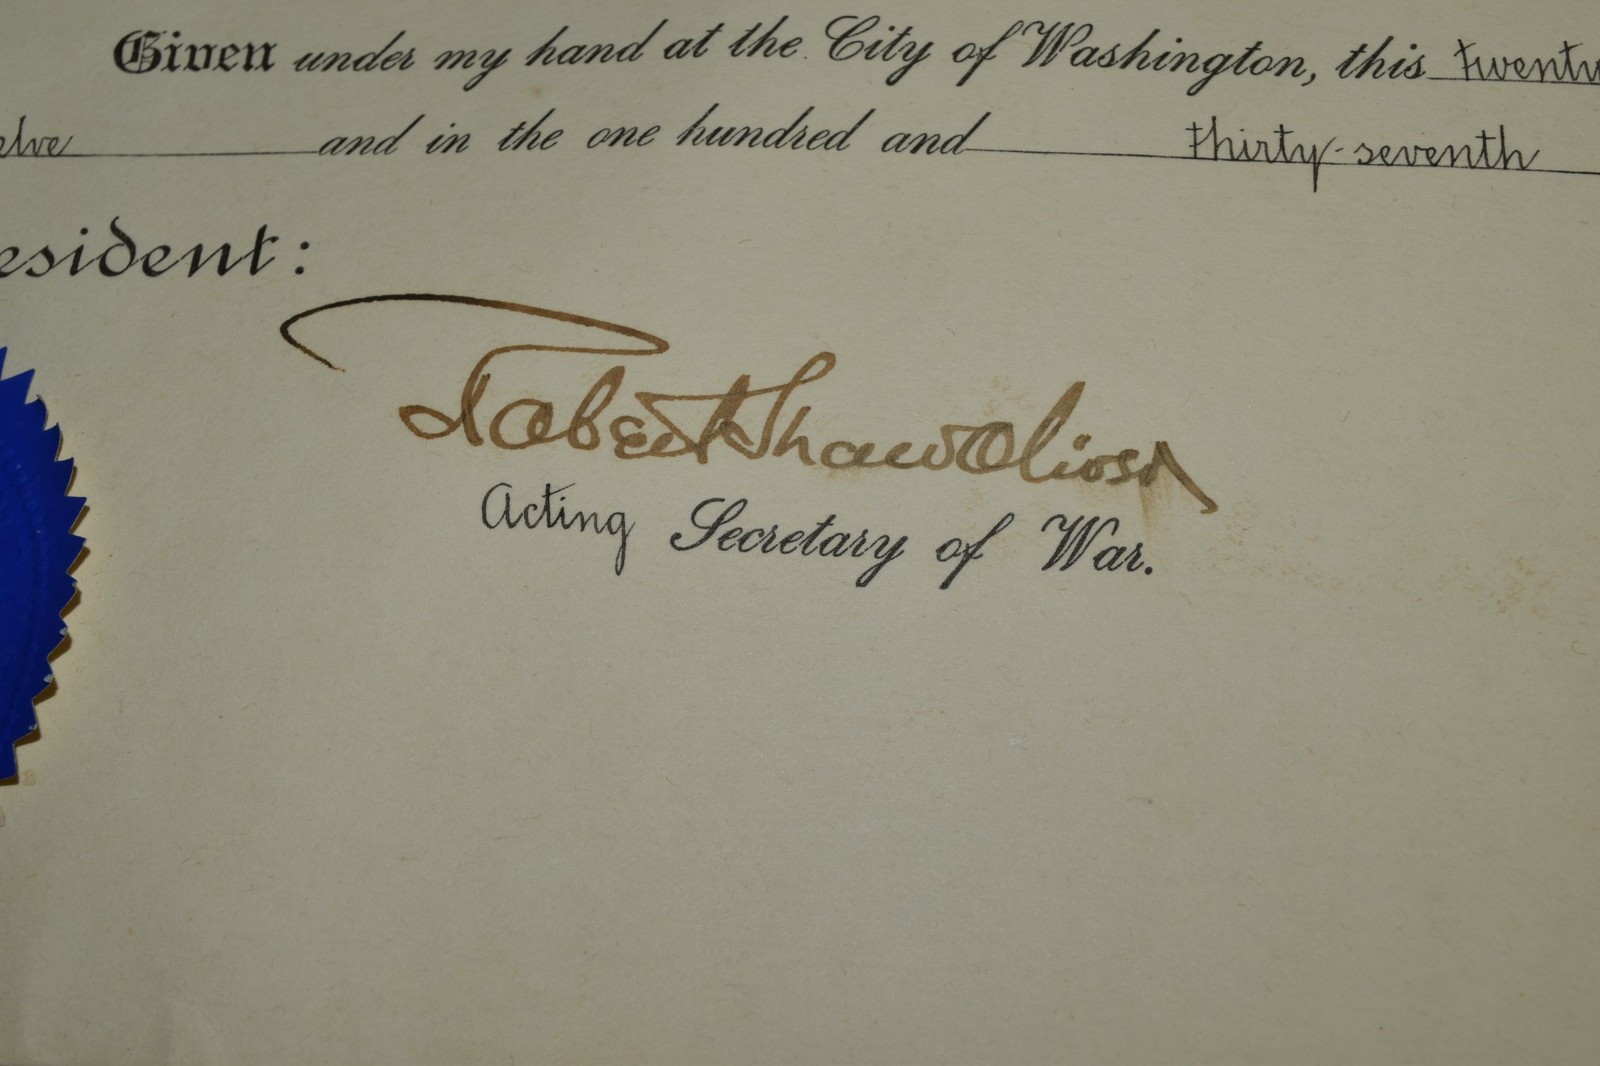 Given under my hand at the City of Washington, this twenty
elve and in the one hundred and thirty-seventh
esident:
Robert Shaw Oliver
Acting Secretary of War.